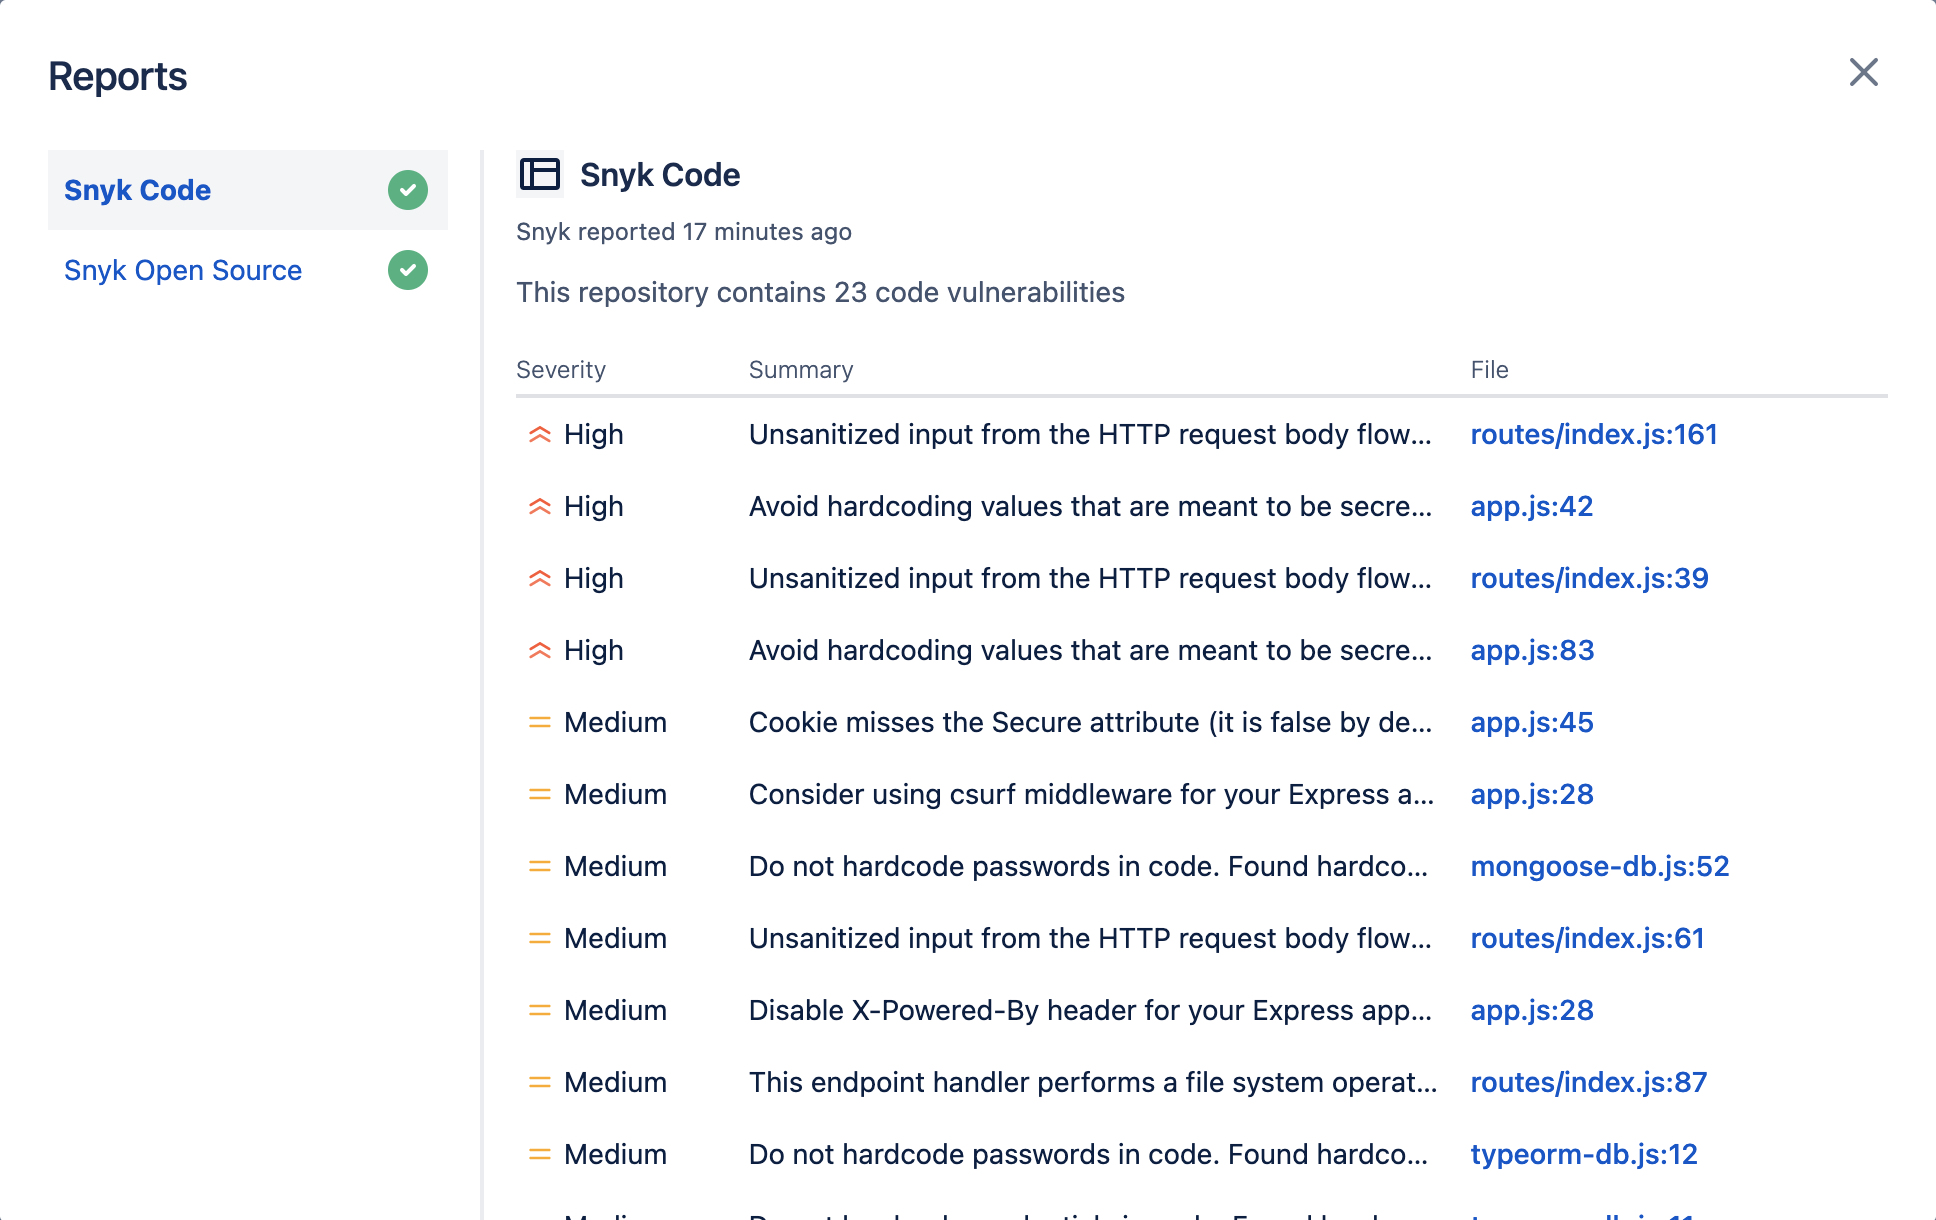 Reports
Snyk Code
Snyk Open Source
Snyk Code
Snyk reported 17 minutes ago
This repository contains 23 code vulnerabilities
Severity Summary File
High Unsanitized input from the HTTP request body flow... routes/index.js:161
High Avoid hardcoding values that are meant to be secre... app.js:42
High Unsanitized input from the HTTP request body flow... routes/index.js:39
High Avoid hardcoding values that are meant to be secre... app.js:83
Medium Cookie misses the Secure attribute (it is false by de... app.js:45
Medium Consider using csurf middleware for your Express a... app.js:28
Medium Do not hardcode passwords in code. Found hardco... mongoose-db.js:52
Medium Unsanitized input from the HTTP request body flow... routes/index.js:61
Medium Disable X-Powered-By header for your Express app... app.js:28
Medium This endpoint handler performs a file system operat... routes/index.js:87
Medium Do not hardcode passwords in code. Found hardco... typeorm-db.js:12